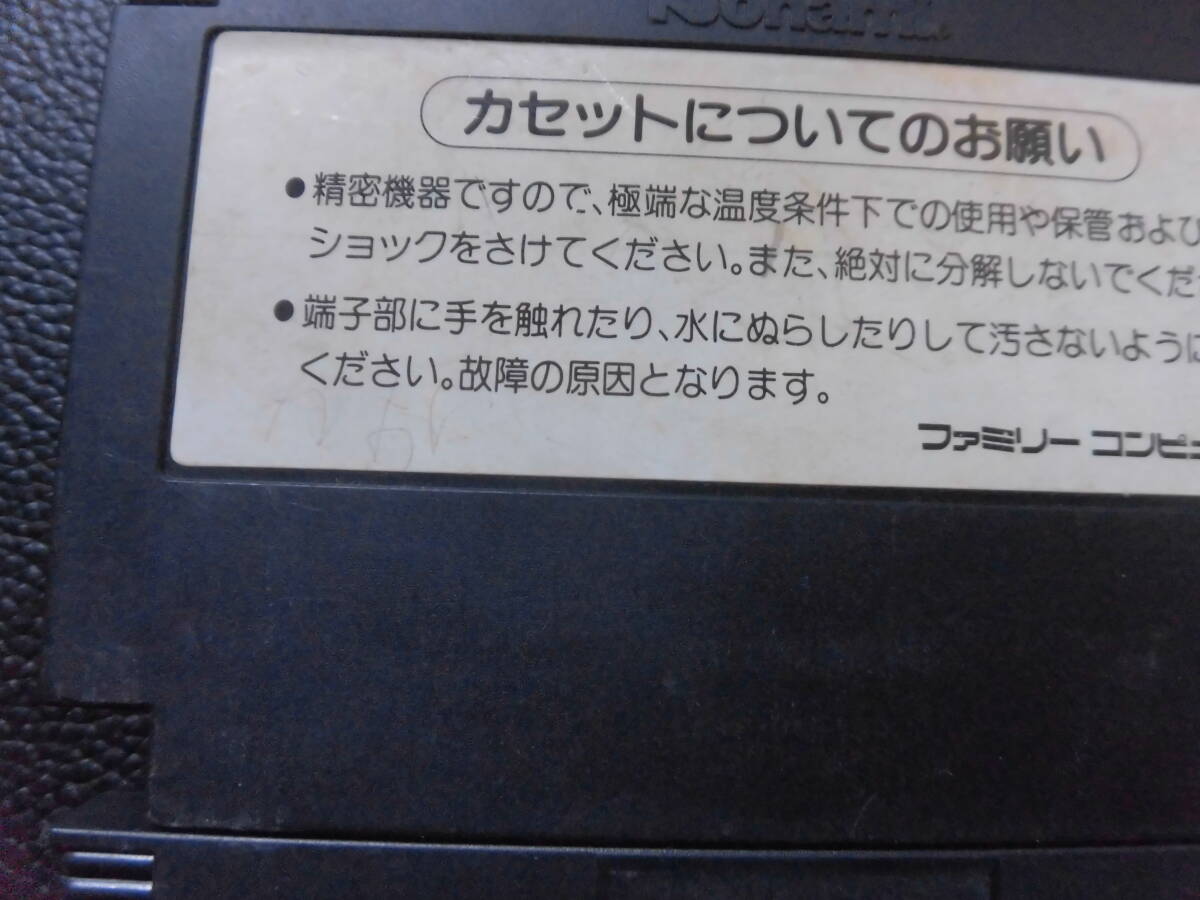 Konami
カセットについてのお願い
●精密機器ですので、極端な温度条件下での使用や保管および
ショックをさけてください。また、絶対に分解しないでくだ
●端子部に手を触れたり、水にぬらしたりして汚さないように
ください。故障の原因となります。
ファミリー コンピ